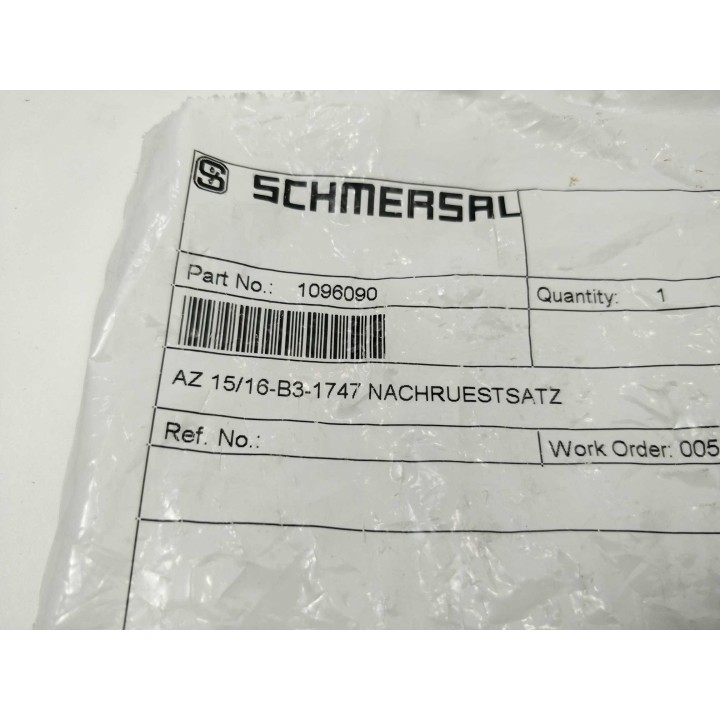 SCHMERSAL
Part No.: 1096090
Quantity: 1
AZ 15/16-B3-1747 NACHRUESTSATZ
Ref. No.:
Work Order: 005